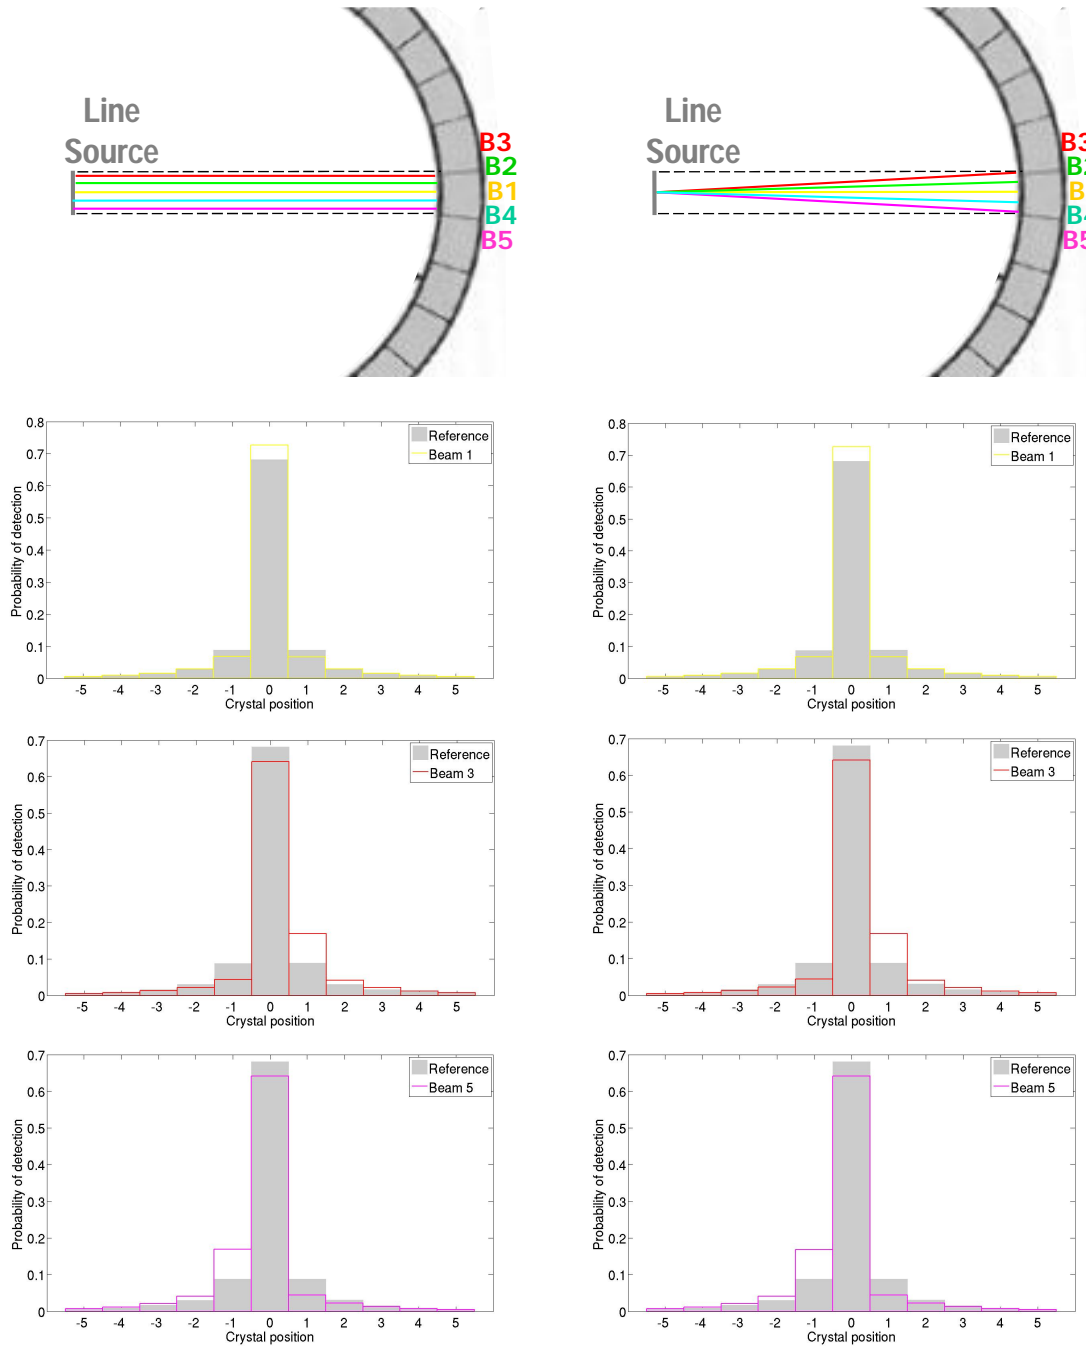 Line
Source
B3
B2
B1
B4
B5
Line
Source
B3
B2
B
B4
B5
0.8
0.7
0.6
0.5
0.4
0.3
0.2
0.1
0
Probability of detection
-5 -4 -3 -2 -1 0 1 2 3 4 5
Crystal position
Reference
Beam 1
0.8
0.7
0.6
0.5
0.4
0.3
0.2
0.1
0
Probability of detection
-5 -4 -3 -2 -1 0 1 2 3 4 5
Crystal position
Reference
Beam 1
0.7
0.6
0.5
0.4
0.3
0.2
0.1
0
Probability of detection
-5 -4 -3 -2 -1 0 1 2 3 4 5
Crystal position
Reference
Beam 3
0.7
0.6
0.5
0.4
0.3
0.2
0.1
0
Probability of detection
-5 -4 -3 -2 -1 0 1 2 3 4 5
Crystal position
Reference
Beam 3
0.7
0.6
0.5
0.4
0.3
0.2
0.1
0
Probability of detection
-5 -4 -3 -2 -1 0 1 2 3 4 5
Crystal position
Reference
Beam 5
0.7
0.6
0.5
0.4
0.3
0.2
0.1
0
Probability of detection
-5 -4 -3 -2 -1 0 1 2 3 4 5
Crystal position
Reference
Beam 5